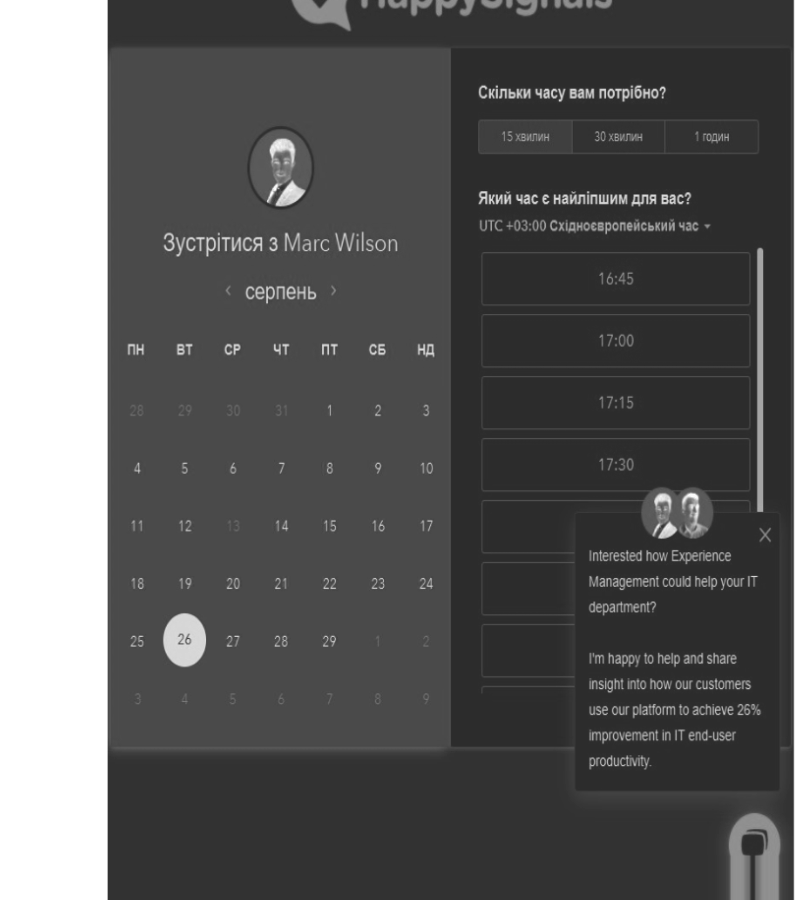 HappySignals
Зустрітися з Marc Wilson
‹ серпень ›
ПН ВТ СР ЧТ ПТ СБ НД
28 29 30 31 1 2 3
4 5 6 7 8 9 10
11 12 13 14 15 16 17
18 19 20 21 22 23 24
25 26 27 28 29 1 2
3 4 5 6 7 8 9
Скільки часу вам потрібно?
15 хвилин 30 хвилин 1 годин
Який час є найліпшим для вас?
UTC +03:00 Східноєвропейський час
16:45
17:00
17:15
17:30
Interested how Experience
Management could help your IT
department?
I'm happy to help and share
insight into how our customers
use our platform to achieve 26%
improvement in IT end-user
productivity.